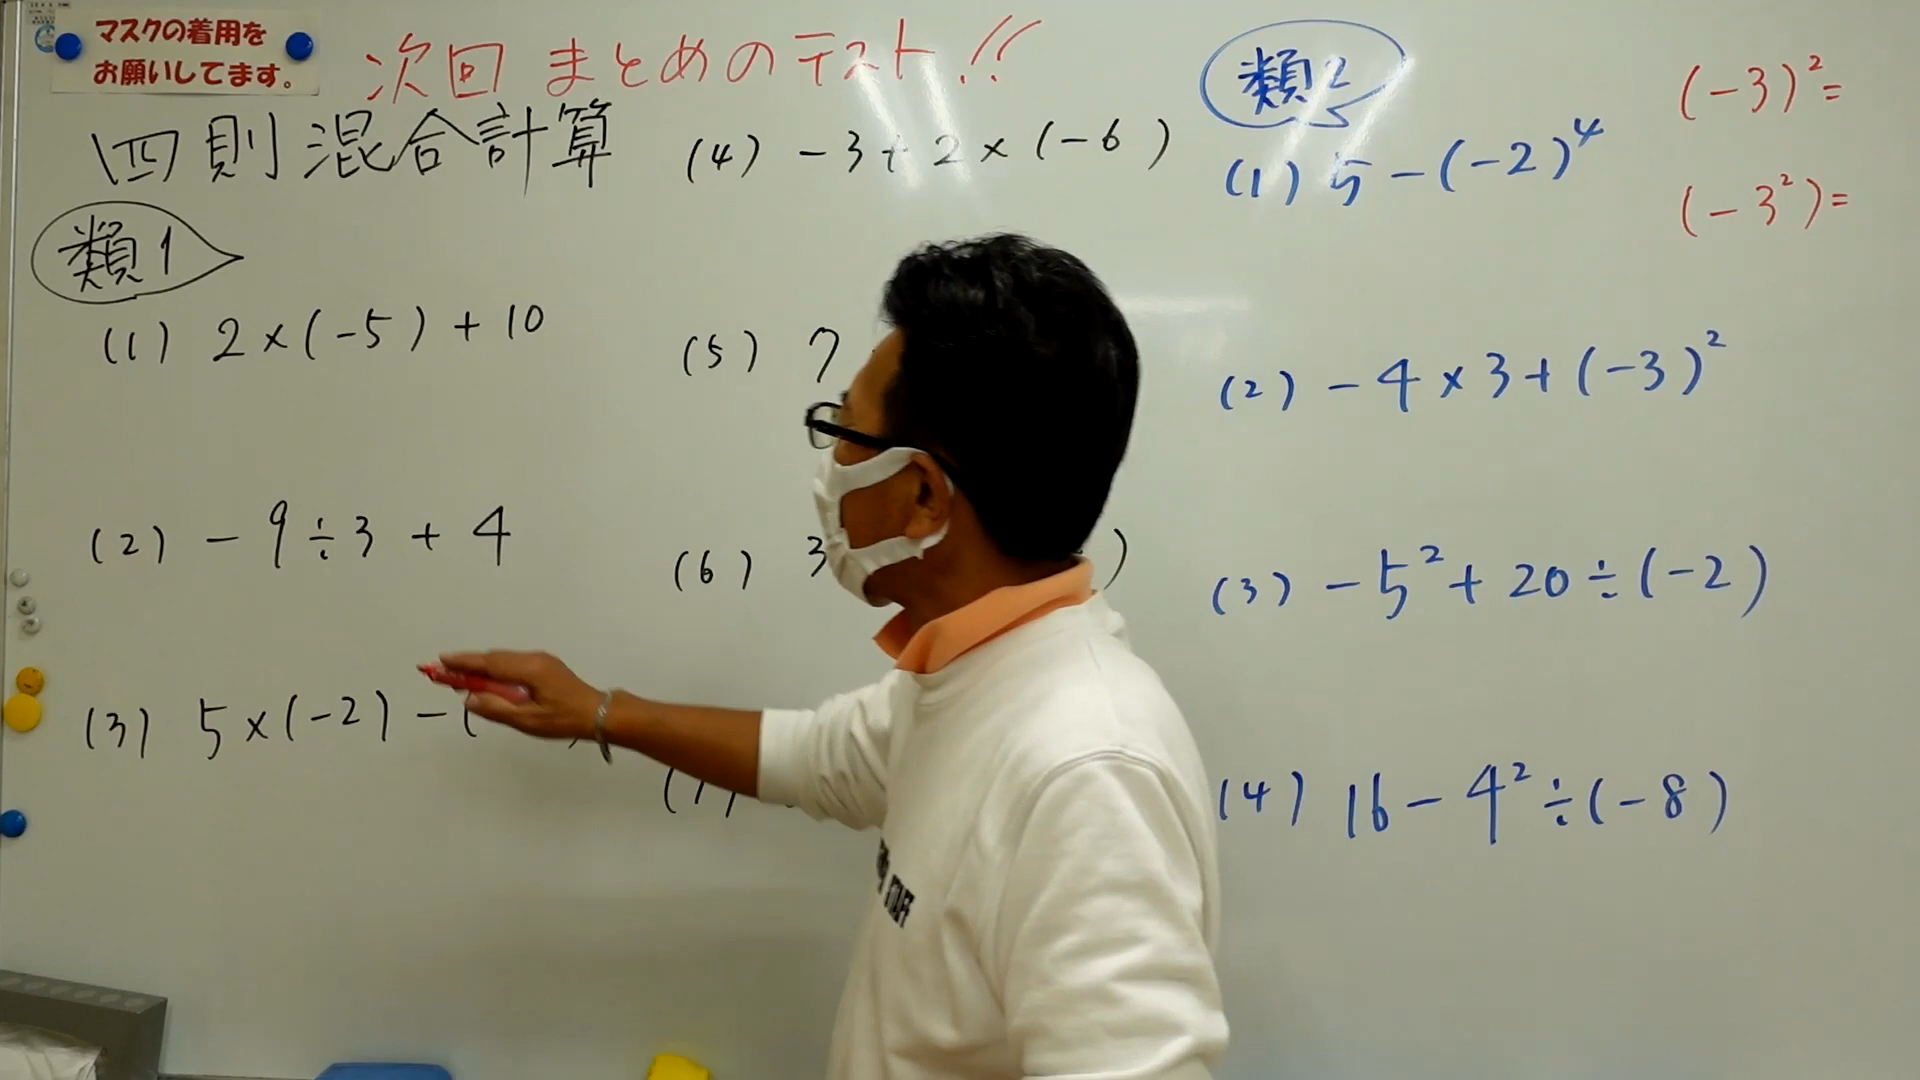 マスクの着用を
お願いしてます。
次回 まとめのテスト!!
四則混合計算
類1
(1) 2×(-5)+10
(2) -9÷3+4
(3) 5×(-2)-(
(4) -3+2×(-6)
(5) 7
(6) 3 )
類2
(1) 5-(-2)⁴
(2) -4×3+(-3)²
(3) -5²+20÷(-2)
(4) 16-4²÷(-8)
(-3)²=
(-3²)=